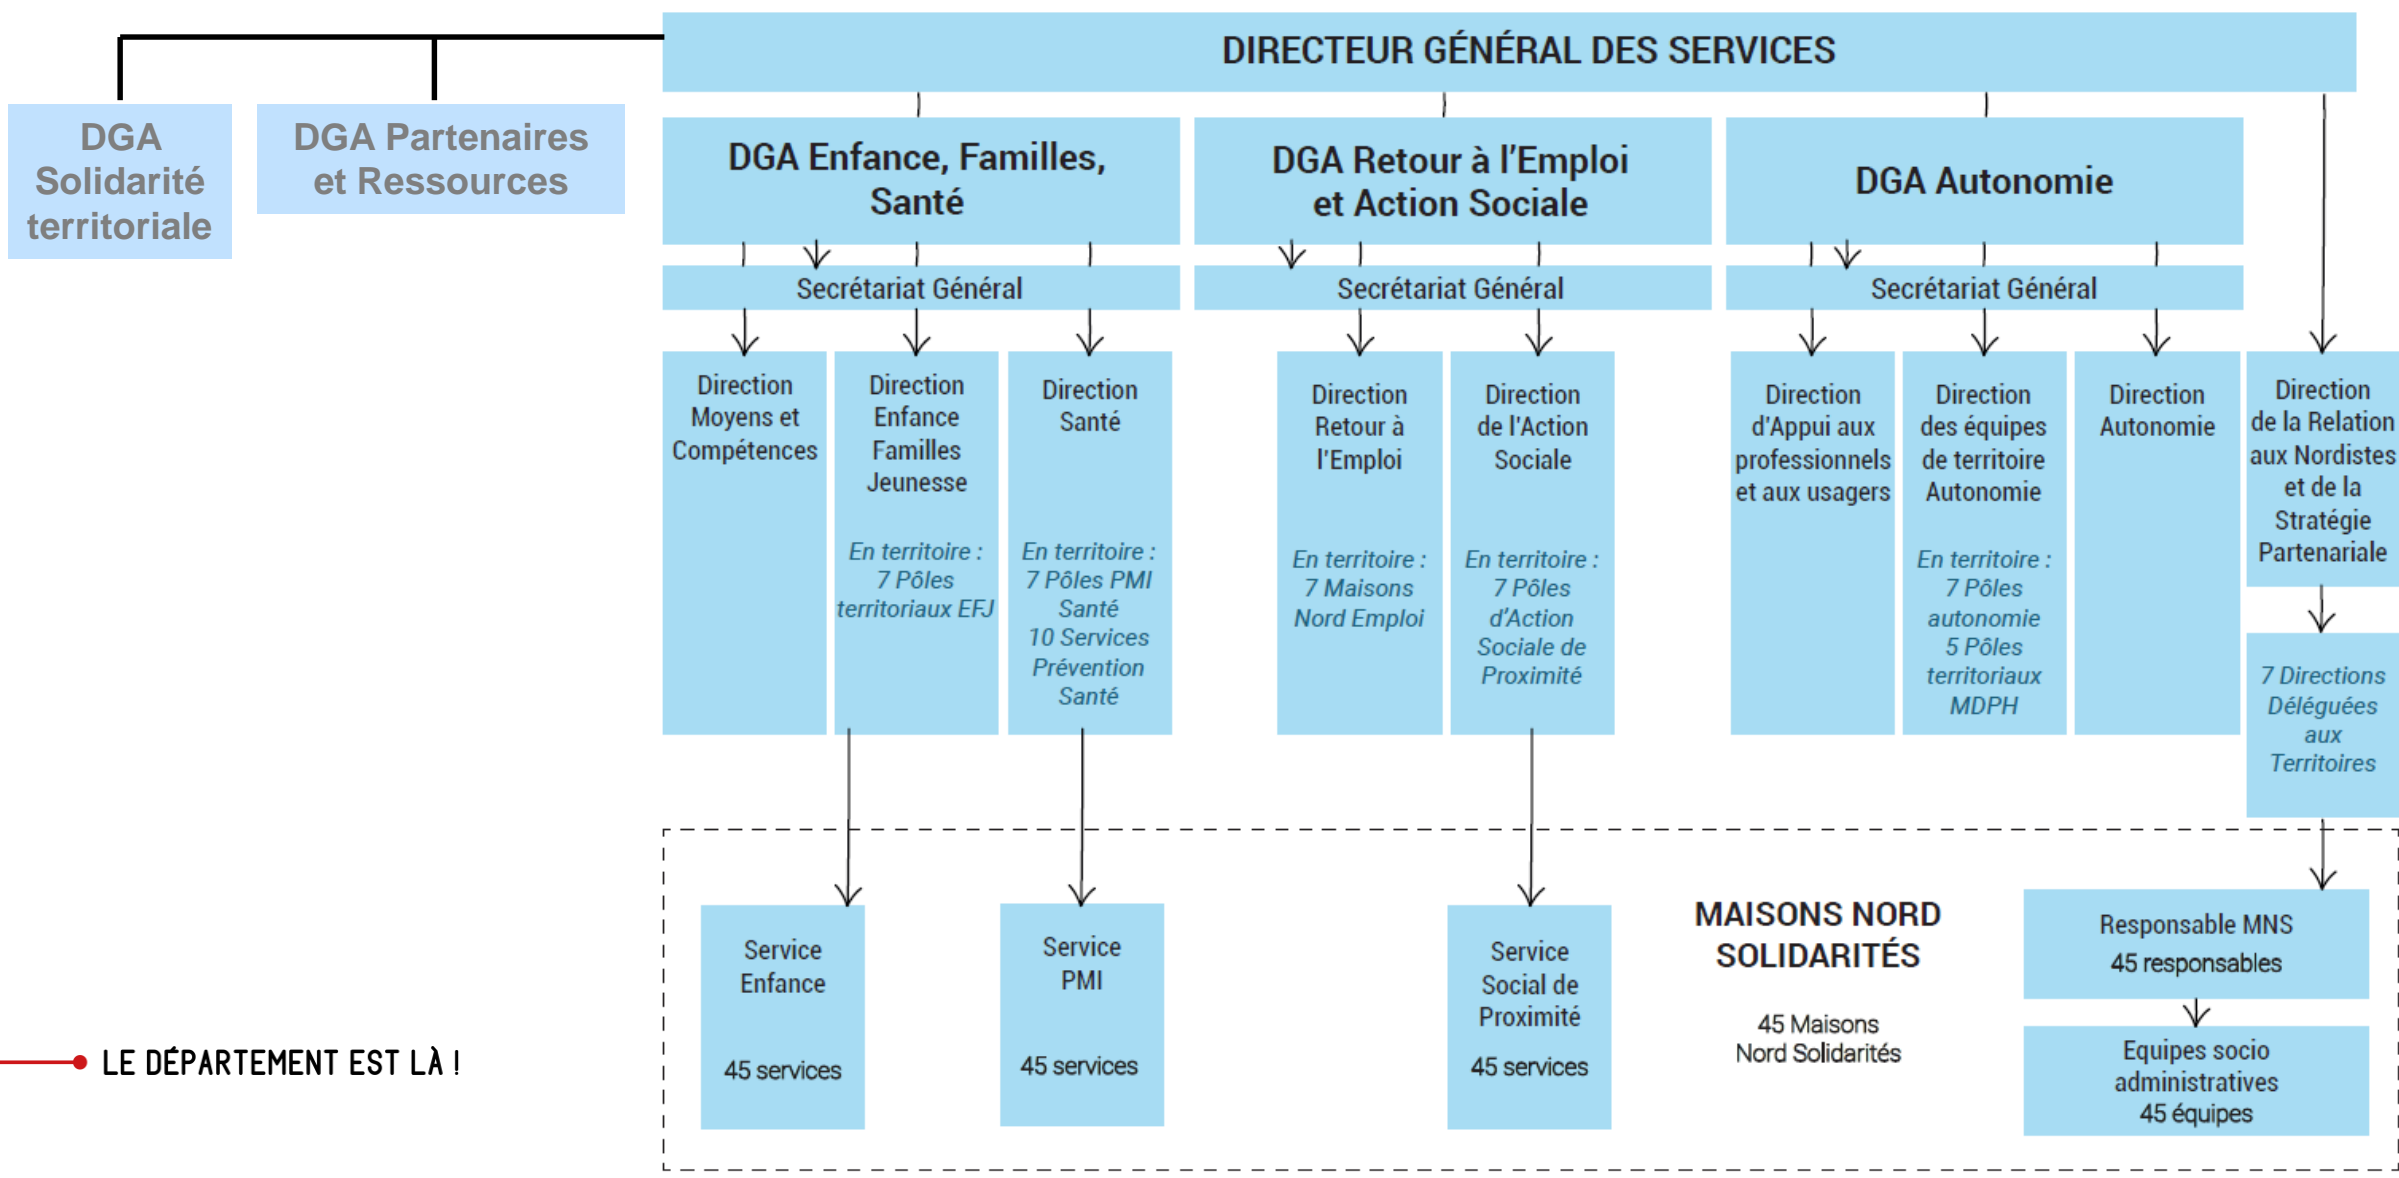 DIRECTEUR GÉNÉRAL DES SERVICES
DGA
Solidarité
territoriale
DGA Partenaires
et Ressources
DGA Enfance, Familles,
Santé
DGA Retour à l'Emploi
et Action Sociale
DGA Autonomie
Secrétariat Général
Secrétariat Général
Secrétariat Général
Direction
Moyens et
Compétences
Direction
Enfance
Familles
Jeunesse
En territoire :
7 Pôles
territoriaux EFJ
Direction
Santé
En territoire :
7 Pôles PMI
Santé
10 Services
Prévention
Santé
Direction
Retour à
l'Emploi
En territoire :
7 Maisons
Nord Emploi
Direction
de l'Action
Sociale
En territoire :
7 Pôles
d'Action
Sociale de
Proximité
Direction
d'Appui aux
professionnels
et aux usagers
Direction
des équipes
de territoire
Autonomie
En territoire :
7 Pôles
autonomie
5 Pôles
territoriaux
MDPH
Direction
Autonomie
Direction
de la Relation
aux Nordistes
et de la
Stratégie
Partenariale
7 Directions
Déléguées
aux
Territoires
Service
Enfance
45 services
Service
PMI
45 services
Service
Social de
Proximité
45 services
MAISONS NORD
SOLIDARITÉS
45 Maisons
Nord Solidarités
Responsable MNS
45 responsables
Equipes socio
administratives
45 équipes
LE DÉPARTEMENT EST LÀ !